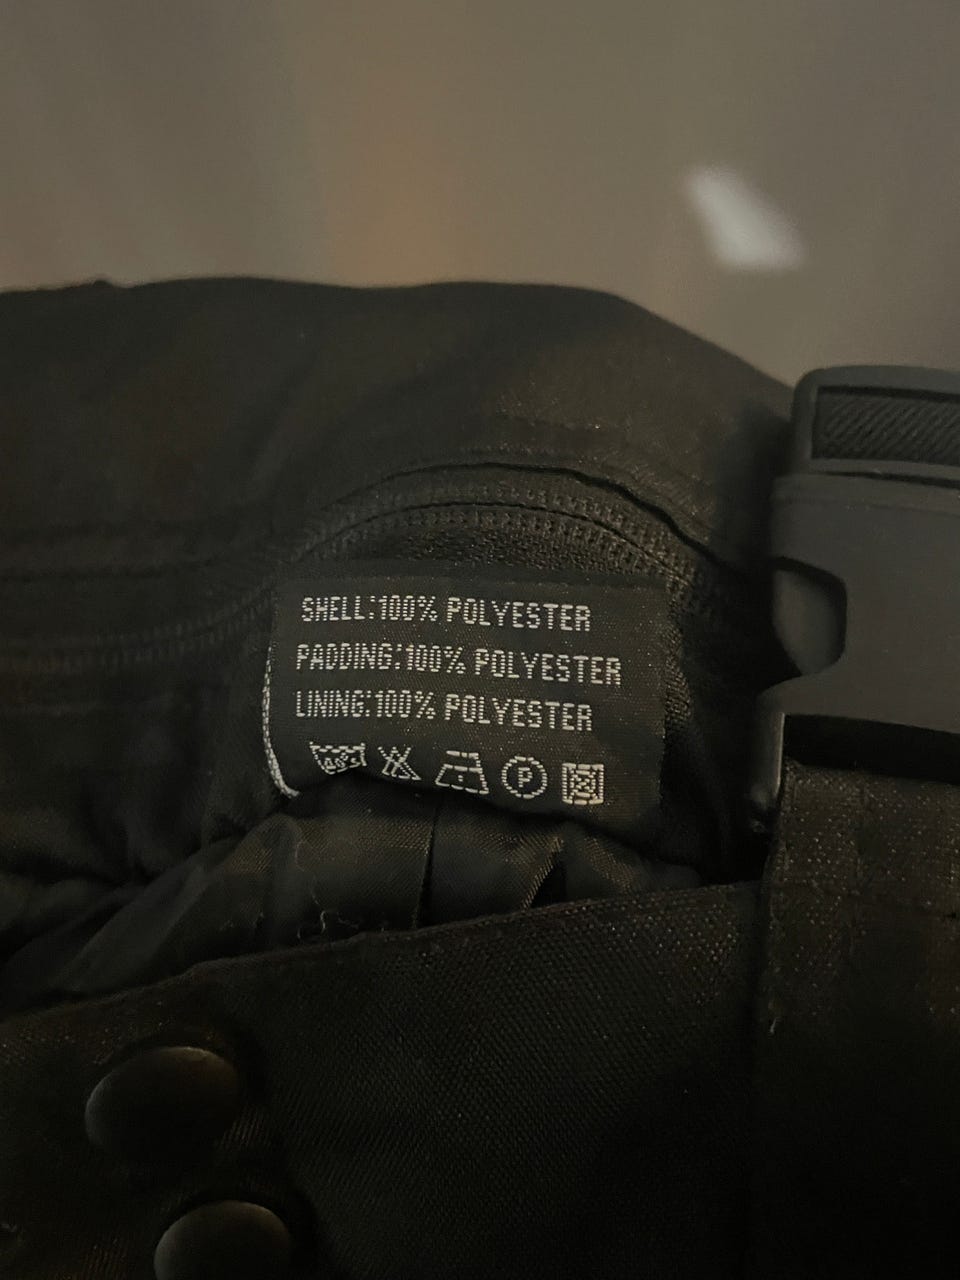 SHELL:100% POLYESTER
PADDING:100% POLYESTER
LINING:100% POLYESTER
P